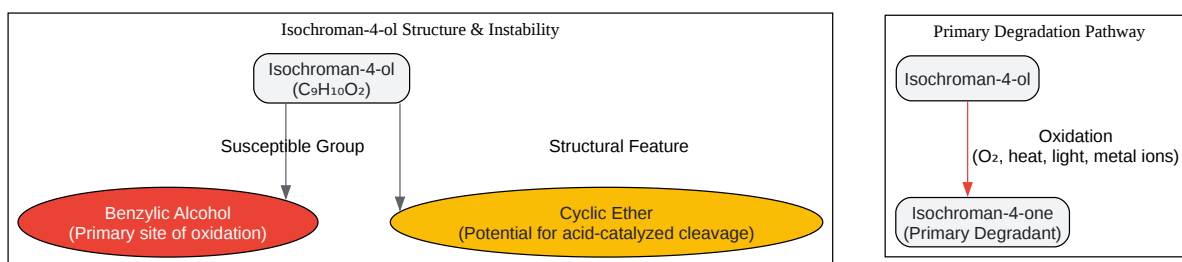 Isochroman-4-ol Structure & Instability
Isochroman-4-ol
(C₉H₁₀O₂)
Susceptible Group
Structural Feature
Benzylic Alcohol
(Primary site of oxidation)
Cyclic Ether
(Potential for acid-catalyzed cleavage)
Primary Degradation Pathway
Isochroman-4-ol
Oxidation
(O₂, heat, light, metal ions)
Isochroman-4-one
(Primary Degradant)